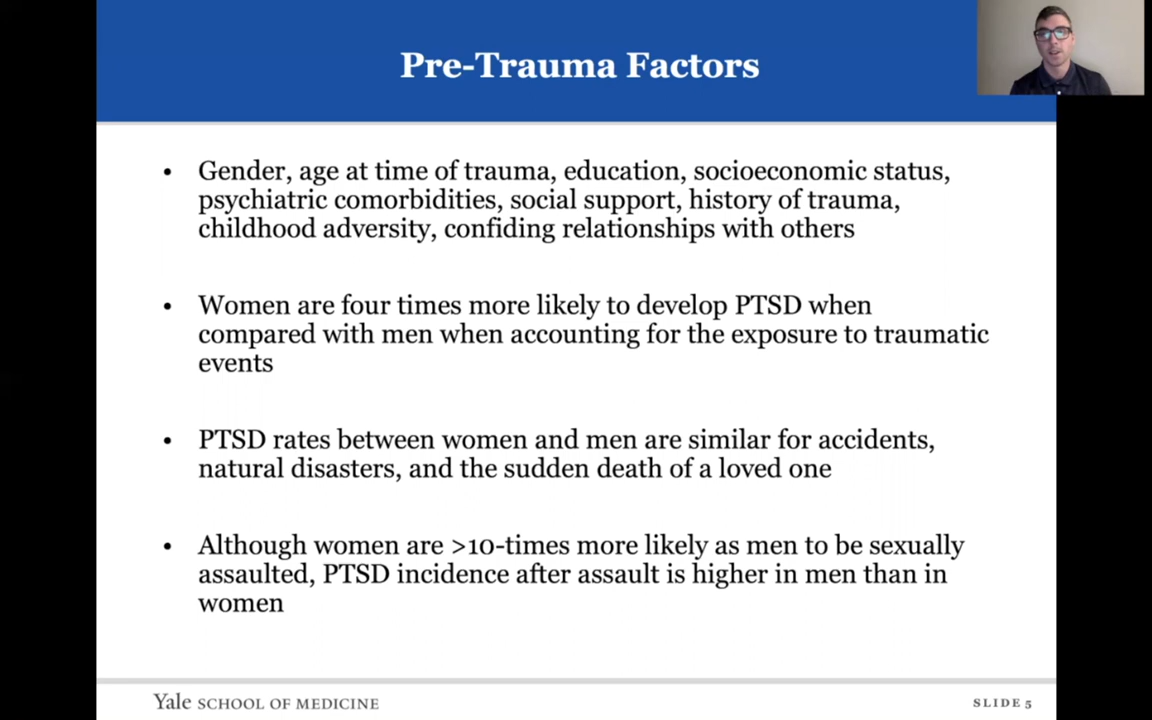 Pre-Trauma Factors
• Gender, age at time of trauma, education, socioeconomic status,
psychiatric comorbidities, social support, history of trauma,
childhood adversity, confiding relationships with others
• Women are four times more likely to develop PTSD when
compared with men when accounting for the exposure to traumatic
events
• PTSD rates between women and men are similar for accidents,
natural disasters, and the sudden death of a loved one
• Although women are >10-times more likely as men to be sexually
assaulted, PTSD incidence after assault is higher in men than in
women
Yale SCHOOL OF MEDICINE
SLIDE 5